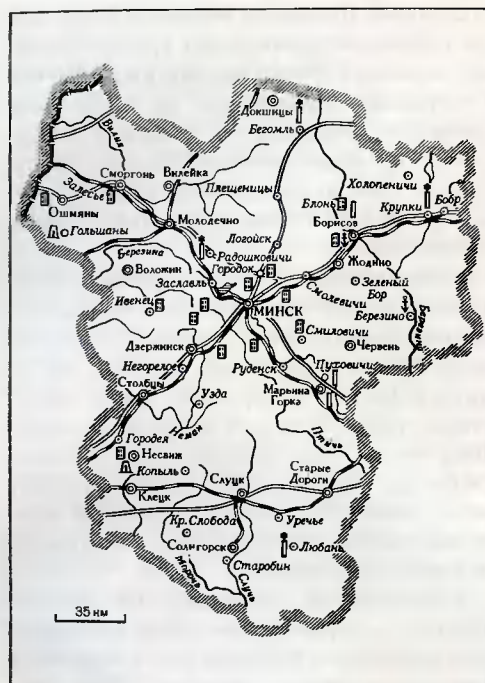 Докшицы
Бегомль
Вилия
Сморгонь
Вилейка
Плещеницы
Холопеничи
Залесье
Блонь
Крупки
Бобр
Ошмяны
Борисов
Молодечно
Гольшаны
Логойск
Радошковичи
Березина
Городок
Жодино
Воложин
Заславль
Смолевичи
Зеленый
Бор
Ивенец
МИНСК
Березино
Смиловичи
Червень
Дзержинск
Негорелое
Руденск
Пуховичи
Столбцы
Марьина
Горка
Узда
Неман
Птичь
Городея
Несвиж
Копыль
Слуцк
Старые
Дороги
Клецк
Кр. Слобода
Уречье
Солигорск
Любань
Старобин
Морочь
Случь
35 км